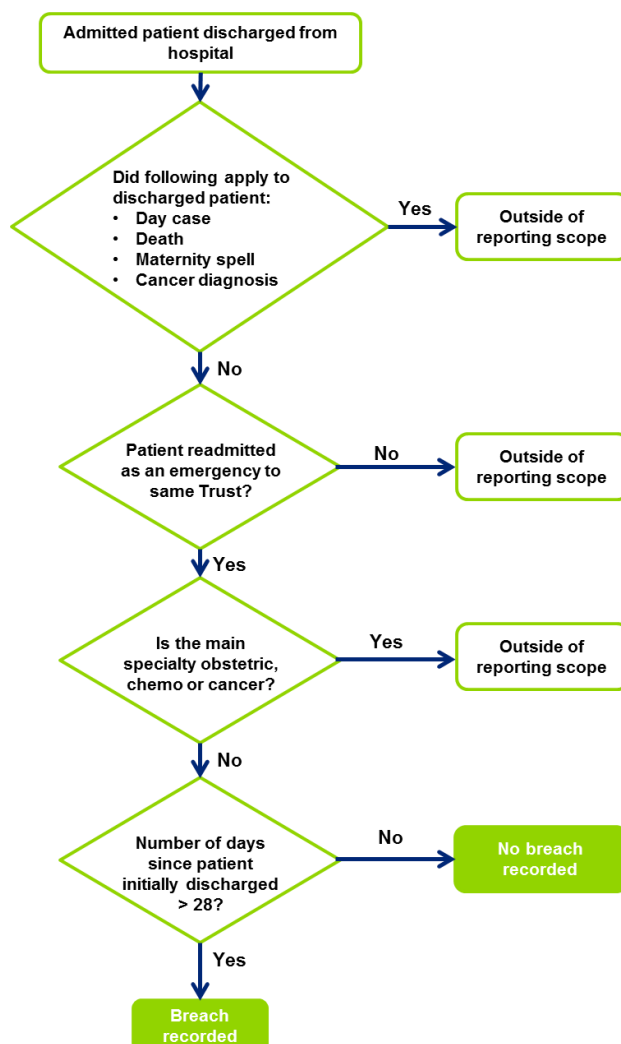 Admitted patient discharged from
hospital
Did following apply to
discharged patient:
• Day case
• Death
• Maternity spell
• Cancer diagnosis
Yes
Outside of
reporting scope
No
Patient readmitted
as an emergency to
same Trust?
No
Outside of
reporting scope
Yes
Is the main
specialty obstetric,
chemo or cancer?
Yes
Outside of
reporting scope
No
Number of days
since patient
initially discharged
> 28?
No
No breach
recorded
Yes
Breach
recorded